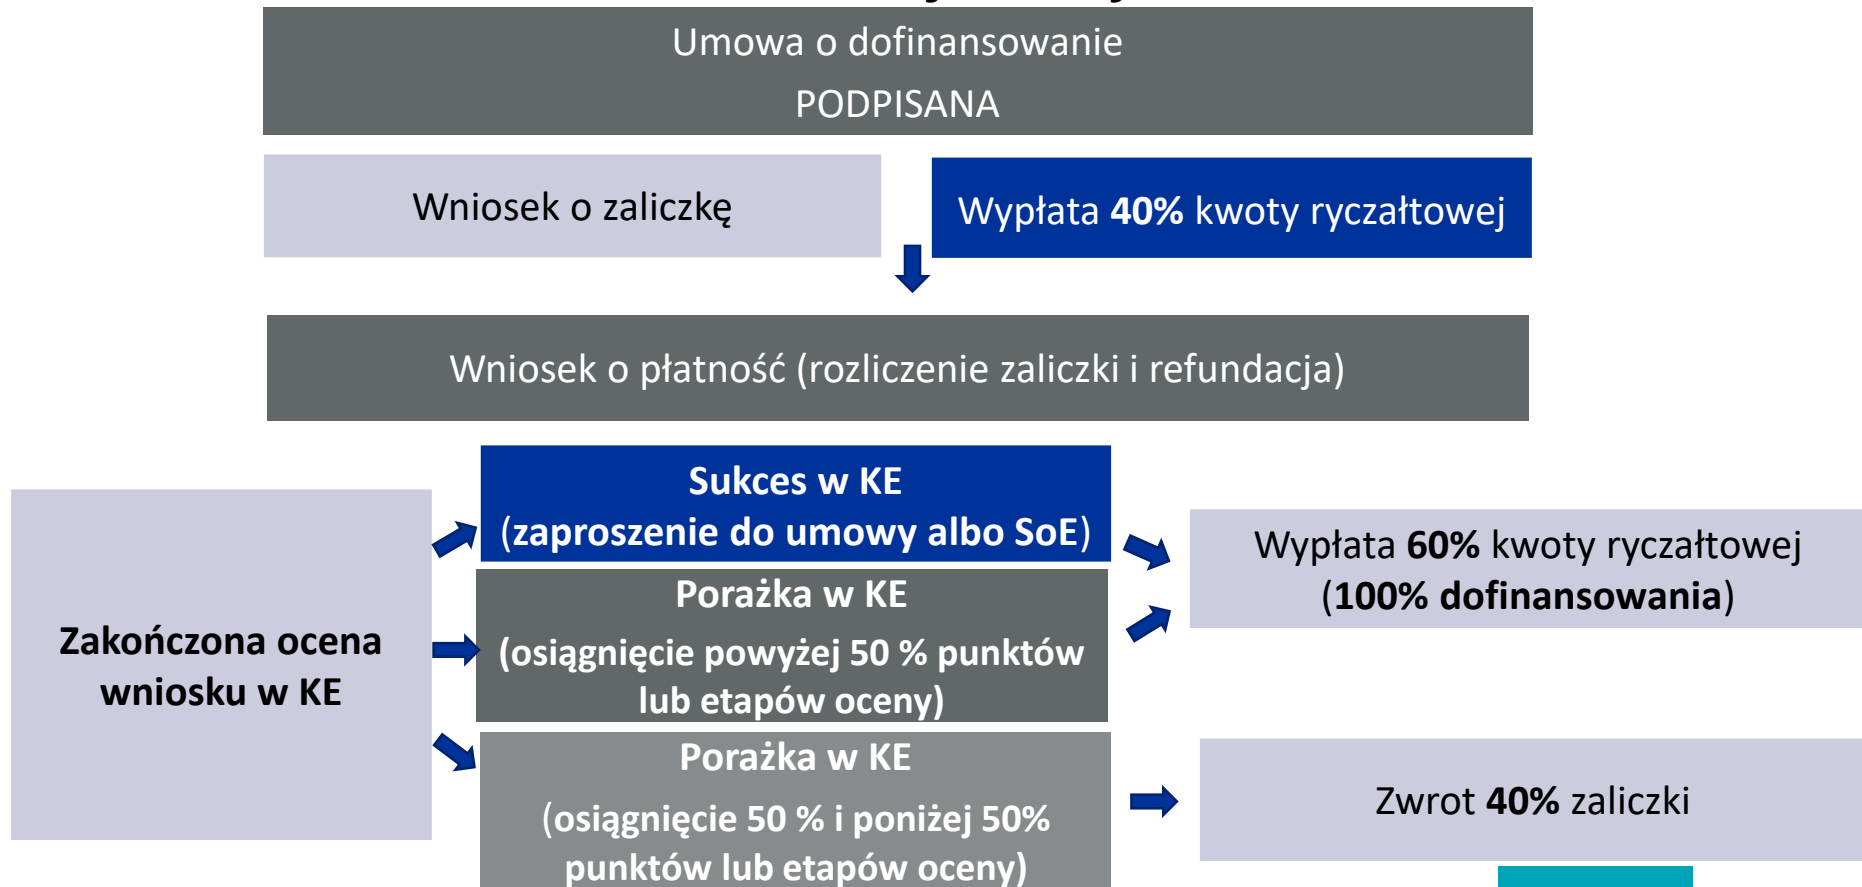 Umowa o dofinansowanie
PODPISANA
Wniosek o zaliczkę
Wypłata 40% kwoty ryczałtowej
Wniosek o płatność (rozliczenie zaliczki i refundacja)
Zakończona ocena
wniosku w KE
Sukces w KE
(zaproszenie do umowy albo SoE)
Porażka w KE
(osiągnięcie powyżej 50 % punktów
lub etapów oceny)
Porażka w KE
(osiągnięcie 50 % i poniżej 50%
punktów lub etapów oceny)
Wypłata 60% kwoty ryczałtowej
(100% dofinansowania)
Zwrot 40% zaliczki